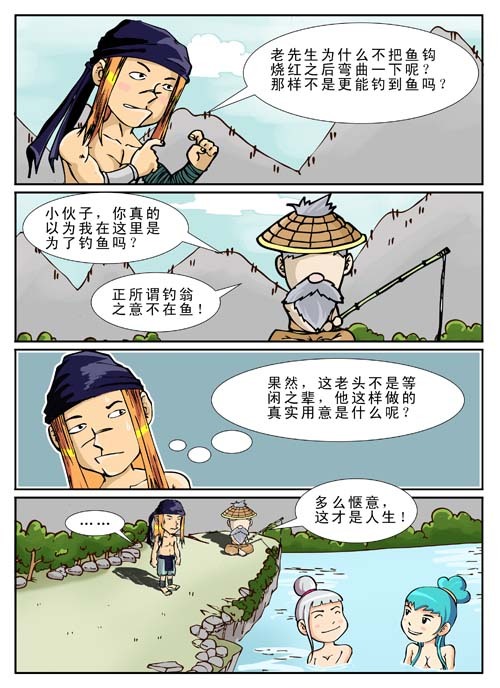 老先生为什么不把鱼钩
烧红之后弯曲一下呢？
那样不是更能钓到鱼吗？
小伙子，你真的
以为我在这里是
为了钓鱼吗？
正所谓钓翁
之意不在鱼！
果然，这老头不是等
闲之辈，他这样做的
真实用意是什么呢？
……
多么惬意，
这才是人生！